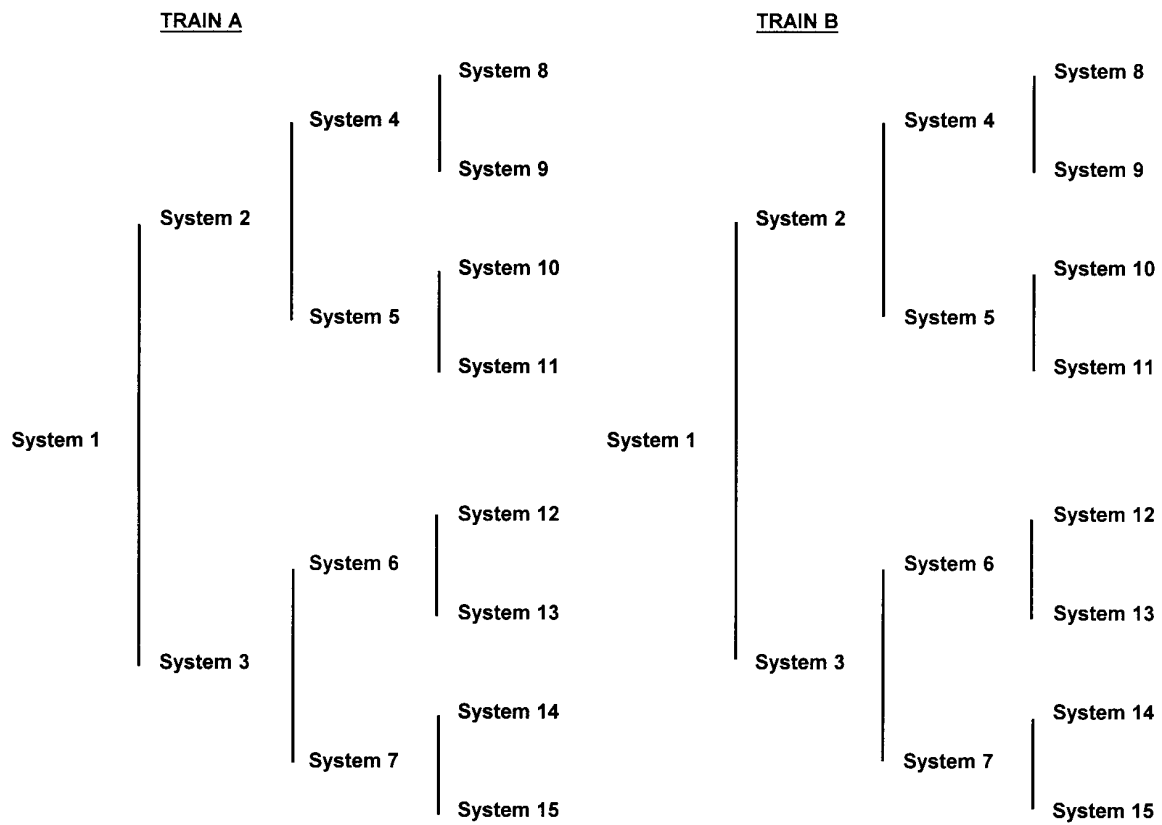 TRAIN A
System 8
System 4
System 9
System 2
System 10
System 5
System 11
System 1
System 12
System 6
System 13
System 3
System 14
System 7
System 15
TRAIN B
System 8
System 4
System 9
System 2
System 10
System 5
System 11
System 1
System 12
System 6
System 13
System 3
System 14
System 7
System 15